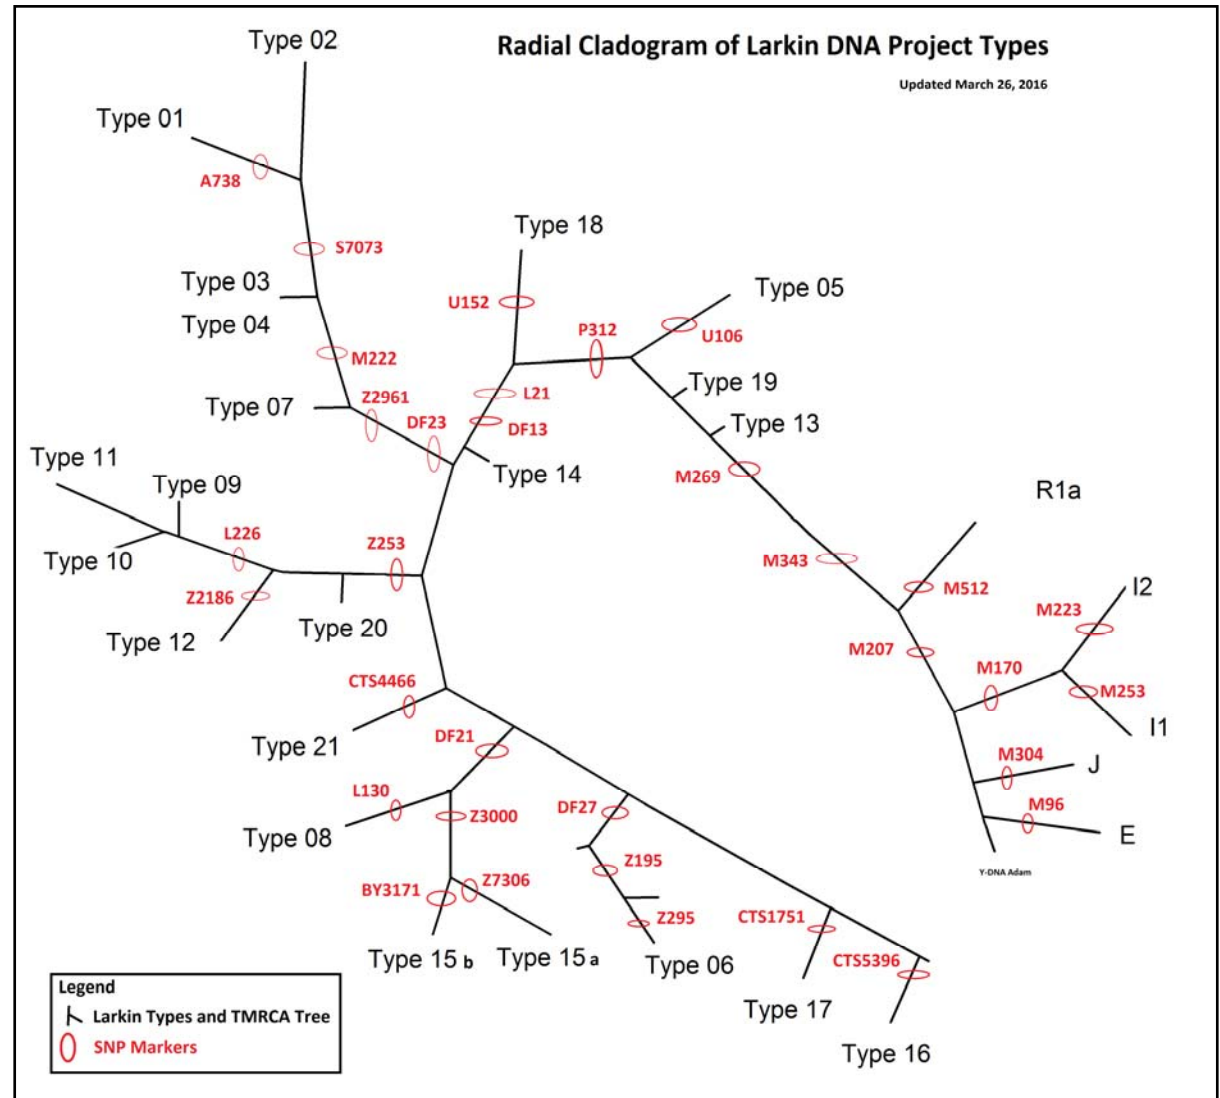 Radial Cladogram of Larkin DNA Project Types
Updated March 26, 2016
Type 02
Type 01
A738
S7073
Type 03
Type 04
M222
Type 07
Z2961
DF23
Type 18
U152
P312
Type 05
U106
L21
DF13
Type 14
Type 19
Type 13
M269
M343
R1a
M512
M207
I2
M223
M170
M253
I1
M304
J
M96
E
Y-DNA Adam
Type 11
Type 09
Type 10
L226
Z2186
Type 12
Z253
Type 20
CTS4466
Type 21
DF21
L130
Type 08
Z3000
BY3171
Z7306
Type 15 b
Type 15 a
DF27
Z195
Z295
Type 06
CTS1751
Type 17
CTS5396
Type 16
Legend
Larkin Types and TMRCA Tree
SNP Markers